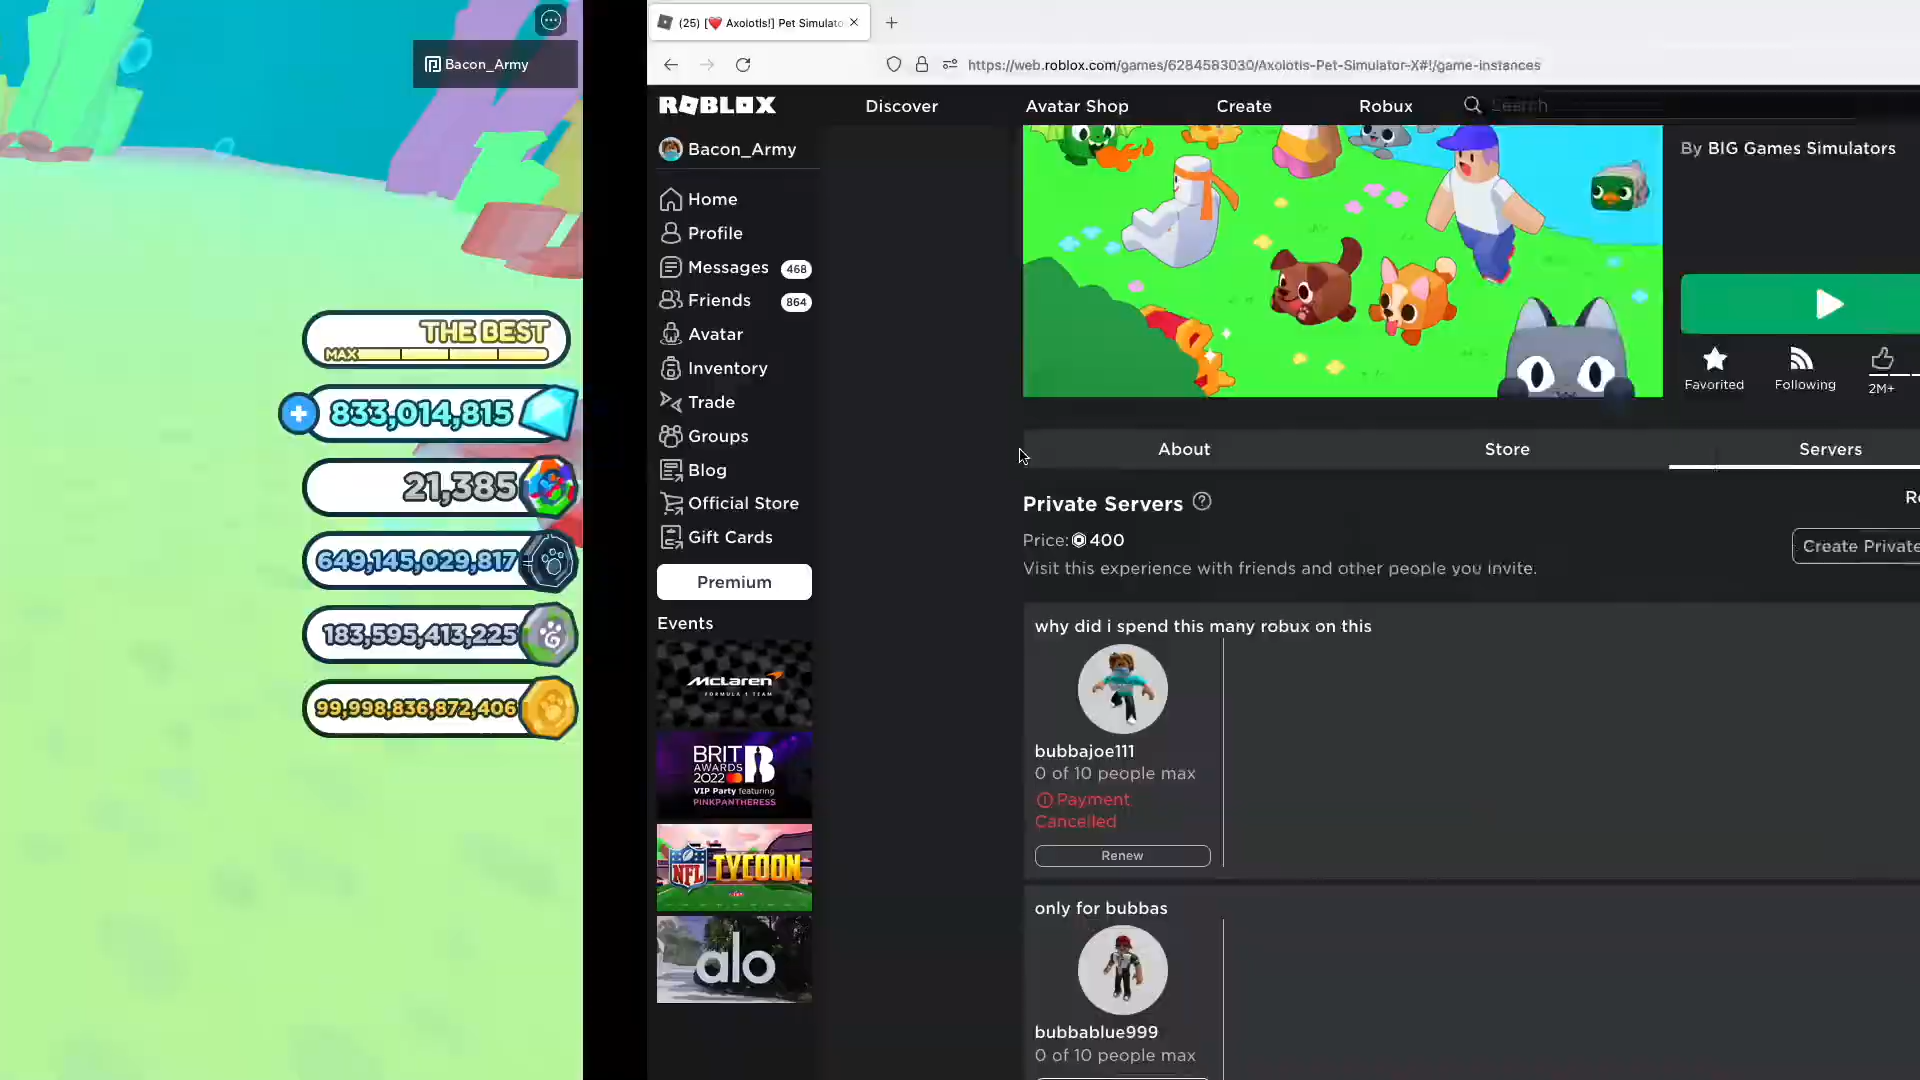 Bacon_Army
THE BEST
MAX
833,014,815
21,385
649,145,029,817
183,595,413,225
99,998,836,872,406
(25) [❤️ Axolotls!] Pet Simulato
https://web.roblox.com/games/6284583030/Axolotls-Pet-Simulator-X#!/game-instances
ROBLOX
Discover
Avatar Shop
Create
Robux
Search
Bacon_Army
Home
Profile
Messages 468
Friends 864
Avatar
Inventory
Trade
Groups
Blog
Official Store
Gift Cards
Premium
Events
McLaren
FORMULA 1 TEAM
BRIT
AWARDS
2022
VIP Party featuring
PINKPANTHERESS
NFL
TYCOON
alo
By BIG Games Simulators
Favorited
Following
2M+
About
Store
Servers
Private Servers
Re
Price: 400
Create Private
Visit this experience with friends and other people you invite.
why did i spend this many robux on this
bubbajoe111
0 of 10 people max
Payment
Cancelled
Renew
only for bubbas
bubbablue999
0 of 10 people max